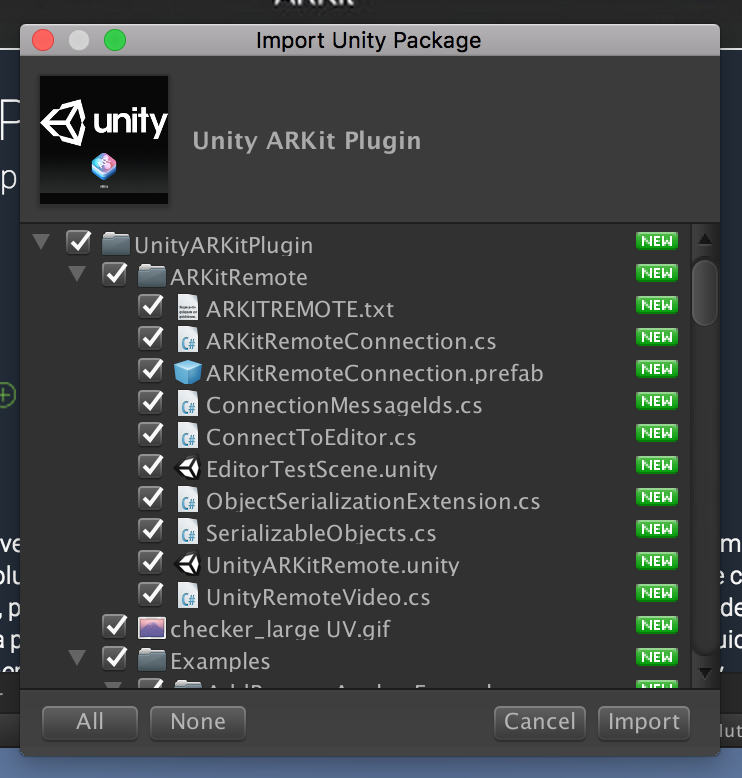 Import Unity Package
unity
Unity ARKit Plugin
UnityARKitPlugin NEW
ARKitRemote NEW
ARKITREMOTE.txt NEW
ARKitRemoteConnection.cs NEW
ARKitRemoteConnection.prefab NEW
ConnectionMessageIds.cs NEW
ConnectToEditor.cs NEW
EditorTestScene.unity NEW
ObjectSerializationExtension.cs NEW
SerializableObjects.cs NEW
UnityARKitRemote.unity NEW
UnityRemoteVideo.cs NEW
checker_large UV.gif NEW
Examples NEW
All None Cancel Import